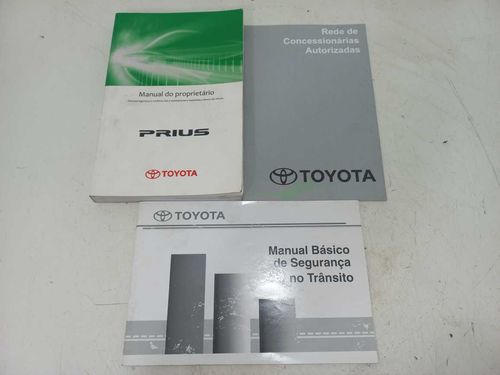 Manual do proprietário
PRIUS
TOYOTA
Rede de
Concessionárias
Autorizadas
TOYOTA
TOYOTA
Manual Básico
de Segurança
no Trânsito